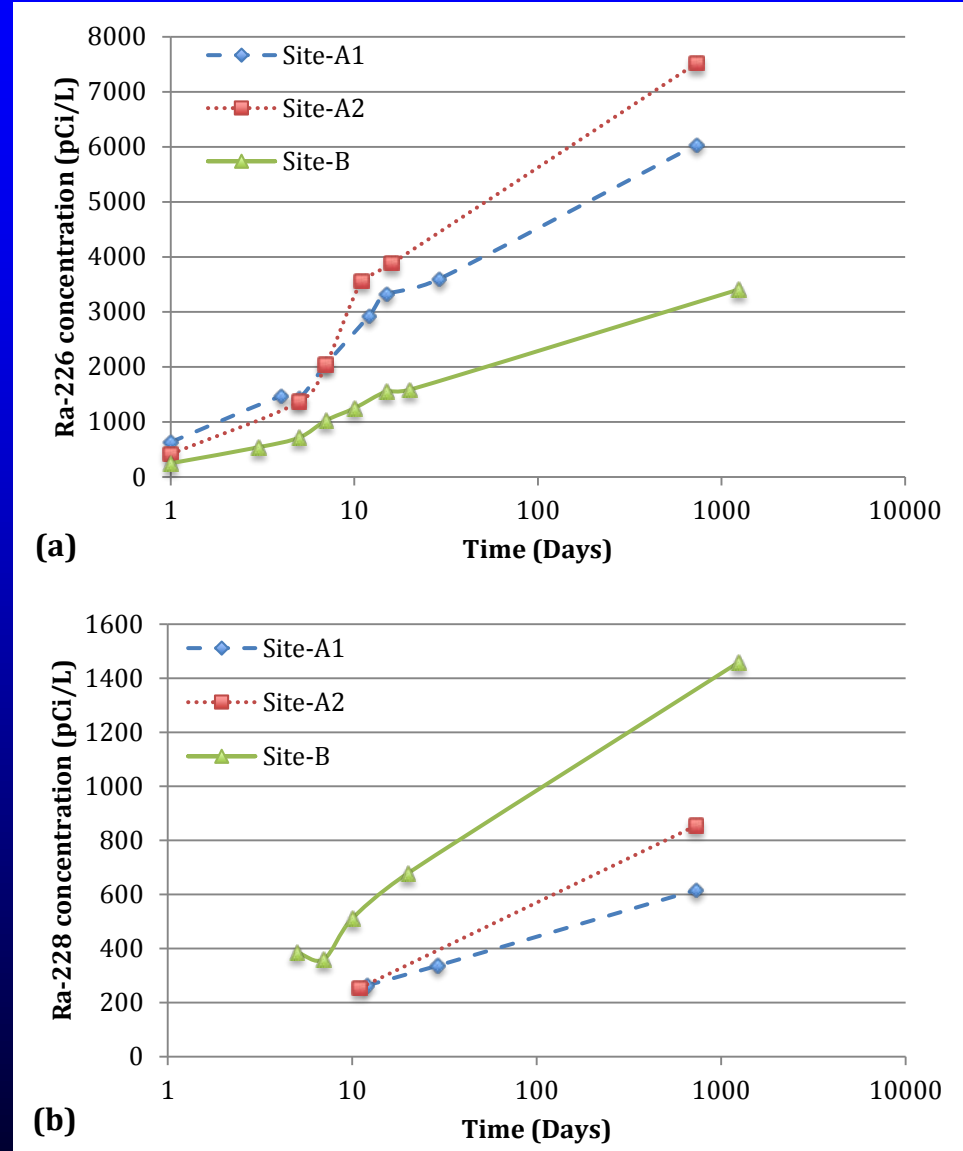 8000
7000
6000
5000
4000
3000
2000
1000
0
Ra-226 concentration (pCi/L)
Site-A1
Site-A2
Site-B
1 10 100 1000 10000
Time (Days)
(a)
1600
1400
1200
1000
800
600
400
200
0
Ra-228 concentration (pCi/L)
Site-A1
Site-A2
Site-B
1 10 100 1000 10000
Time (Days)
(b)